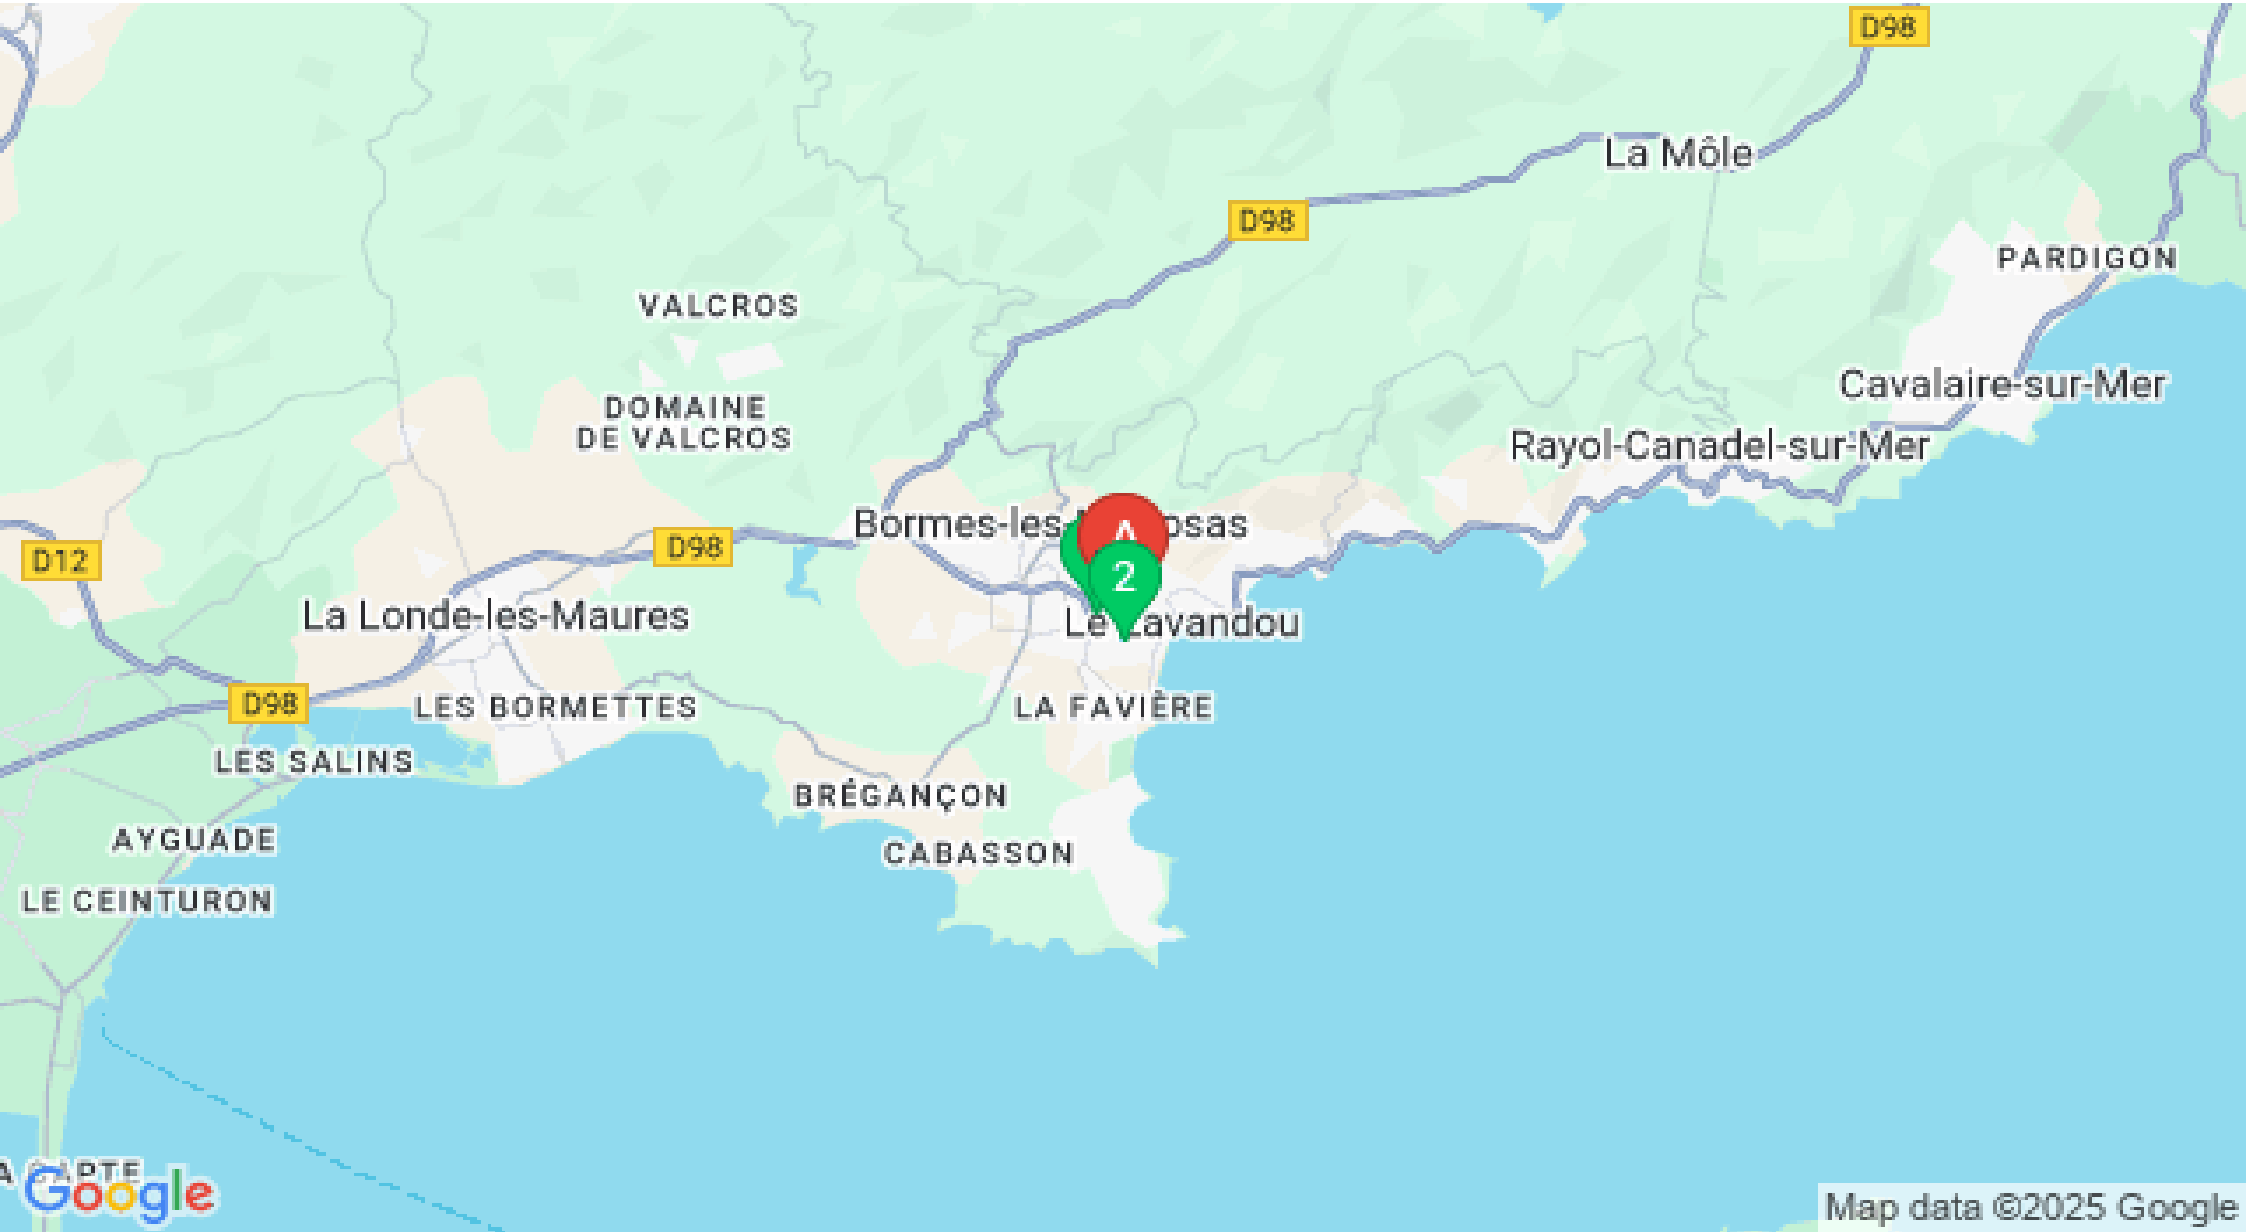 D98
La Môle
D98
PARDIGON
VALCROS
Cavalaire-sur-Mer
DOMAINE
DE VALCROS
Rayol-Canadel-sur-Mer
Bormes-les- osas
A
D98
D12
2
La Londe-les-Maures
Le Lavandou
D98
LES BORMETTES
LA FAVIÈRE
LES SALINS
BRÉGANÇON
AYGUADE
CABASSON
LE CEINTURON
Google
Map data ©2025 Google